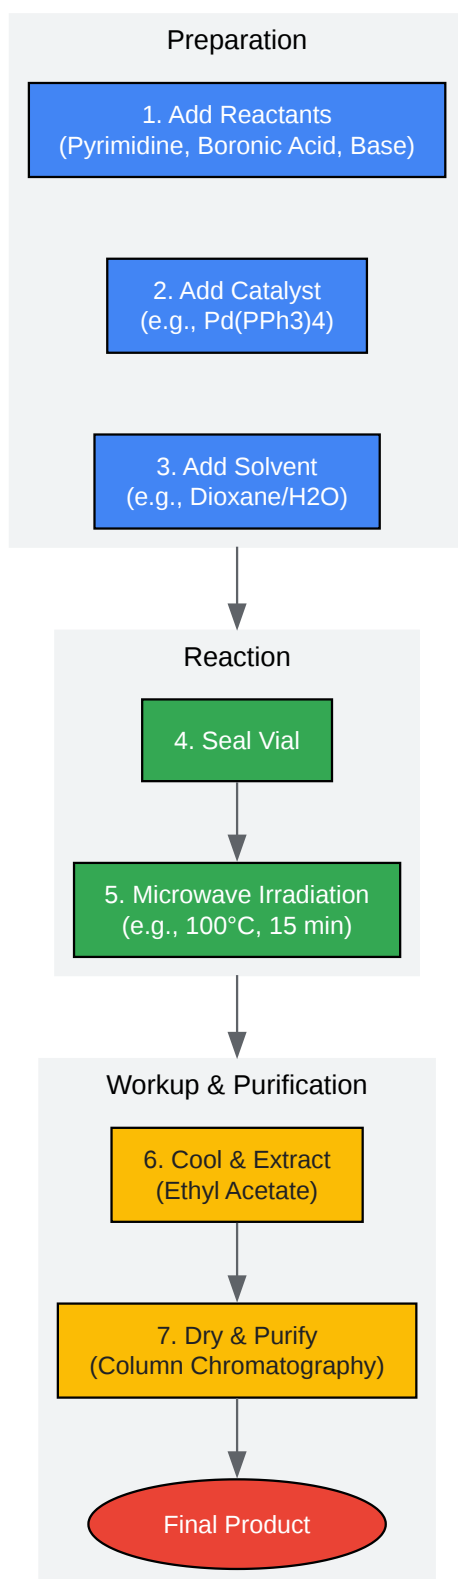 Preparation
1. Add Reactants
(Pyrimidine, Boronic Acid, Base)
2. Add Catalyst
(e.g., Pd(PPh3)4)
3. Add Solvent
(e.g., Dioxane/H2O)
Reaction
4. Seal Vial
5. Microwave Irradiation
(e.g., 100°C, 15 min)
Workup & Purification
6. Cool & Extract
(Ethyl Acetate)
7. Dry & Purify
(Column Chromatography)
Final Product